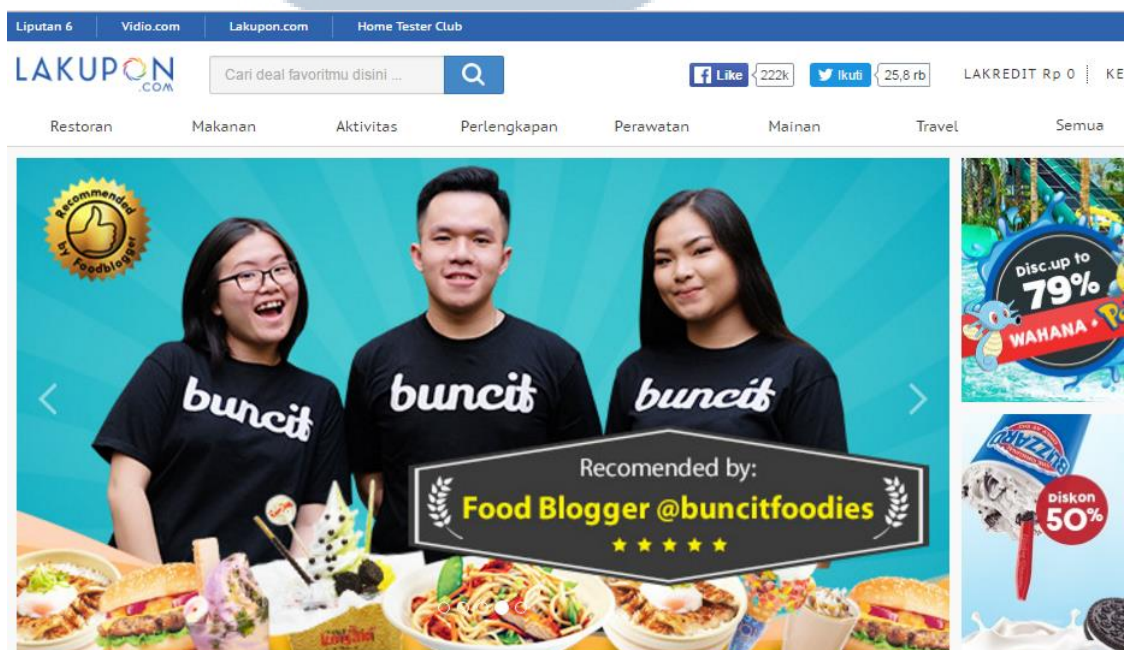 Liputan 6 Vidio.com Lakupon.com Home Tester Club
LAKUPON
.COM
Cari deal favoritmu disini ...
Like 222k
Ikuti 25,8 rb
LAKREDIT Rp 0
KE
Restoran Makanan Aktivitas Perlengkapan Perawatan Mainan Travel Semua
Recommended
by Foodblogger
buncit
buncit
buncit
Recomended by:
Food Blogger @buncitfoodies
Disc.up to
79%
WAHANA
BLIZZARD
Diskon
50%